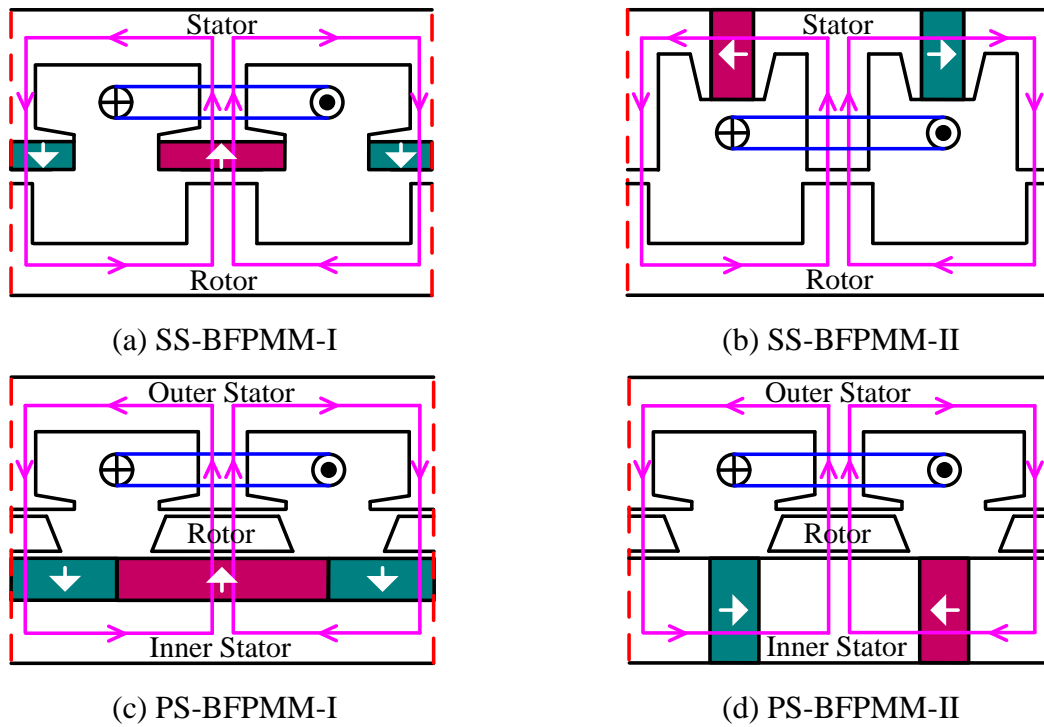 Stator
Rotor
(a) SS-BFPMM-I
Stator
Rotor
(b) SS-BFPMM-II
Outer Stator
Rotor
Inner Stator
(c) PS-BFPMM-I
Outer Stator
Rotor
Inner Stator
(d) PS-BFPMM-II